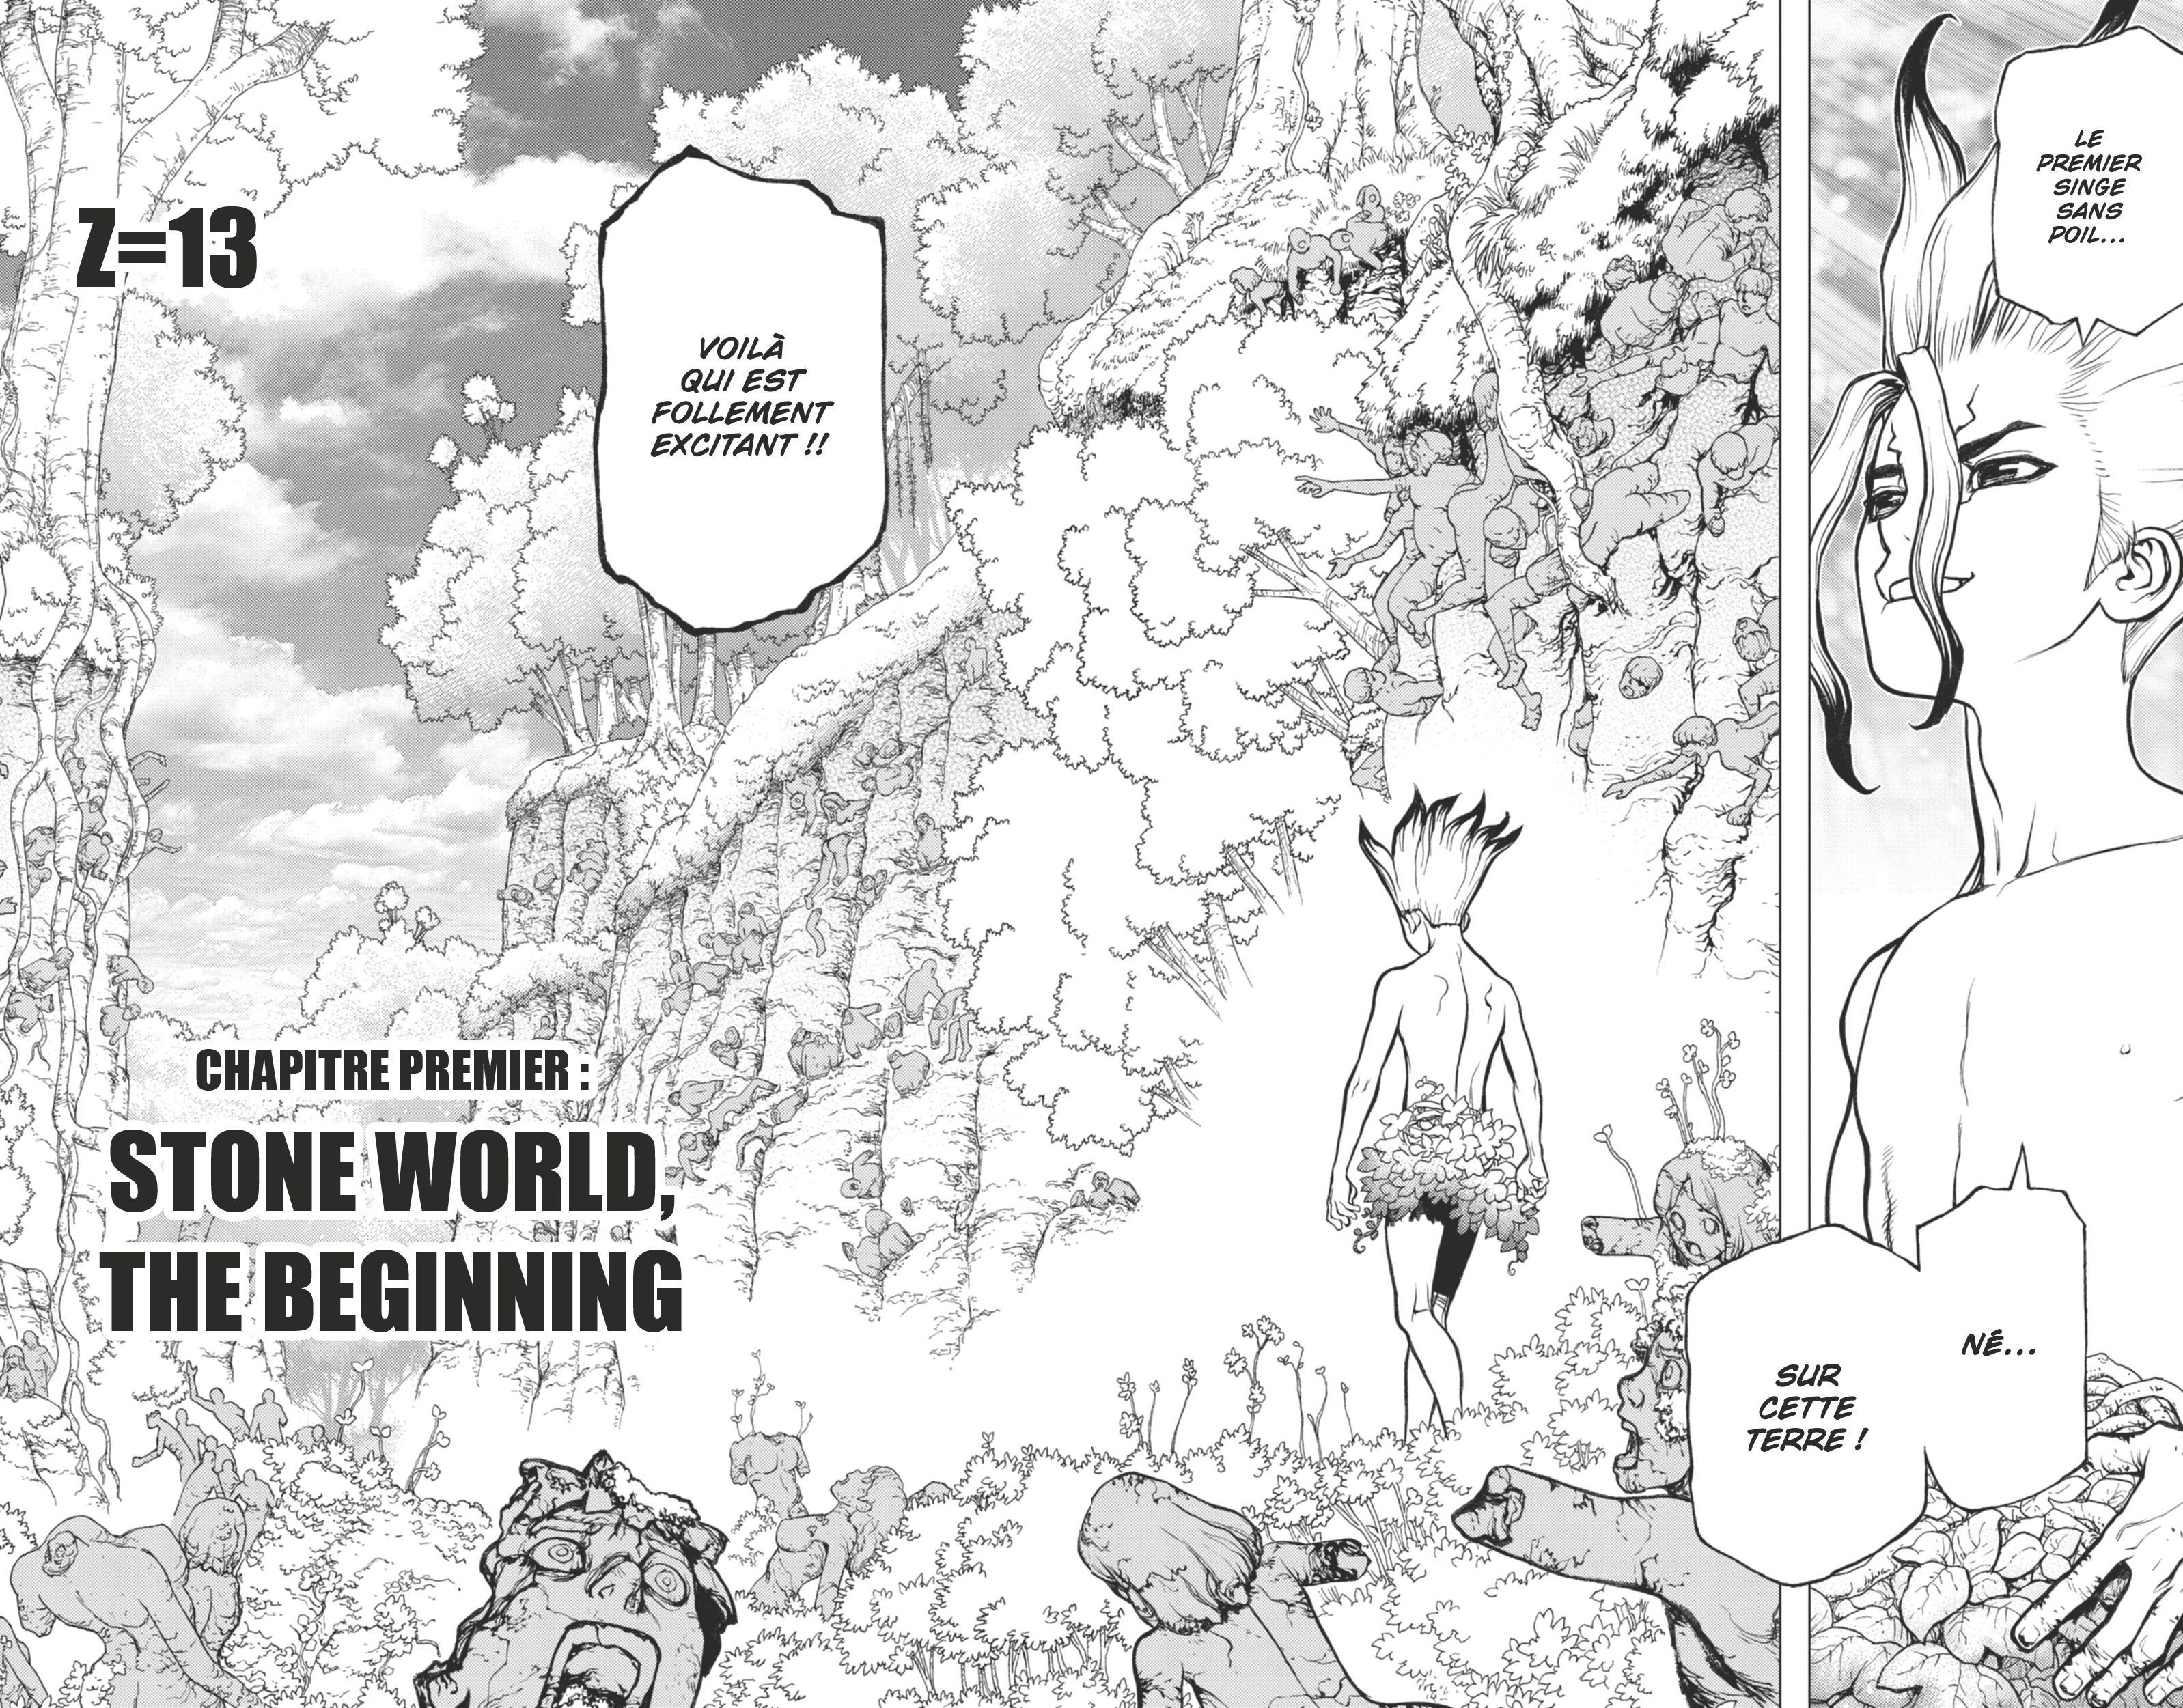 LE
PREMIER
SINGE
SANS
POIL...
NÉ...
SUR
CETTE
TERRE !
VOILÀ
QUI EST
FOLLEMENT
EXCITANT !!
Z=13
CHAPITRE PREMIER :
STONE WORLD,
THE BEGINNING